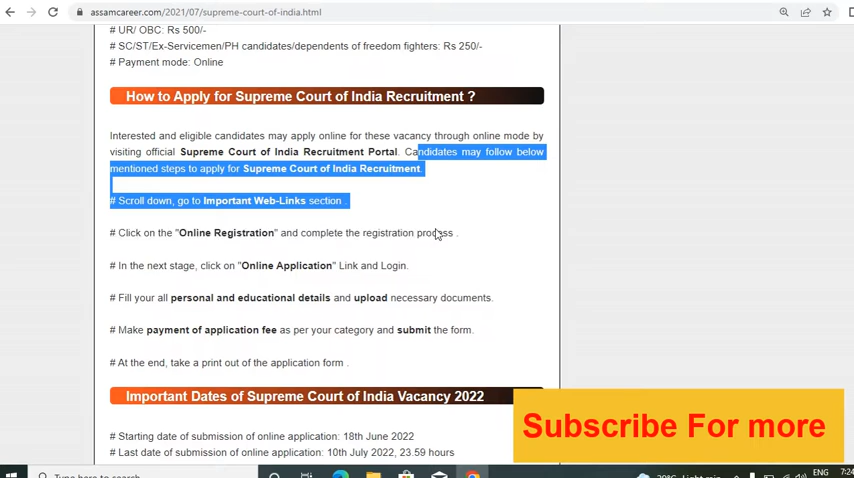 assamcareer.com/2021/07/supreme-court-of-india.html
# UR/ OBC: Rs 500/-
# SC/ST/Ex-Servicemen/PH candidates/dependents of freedom fighters: Rs 250/-
# Payment mode: Online
How to Apply for Supreme Court of India Recruitment ?
Interested and eligible candidates may apply online for these vacancy through online mode by
visiting official Supreme Court of India Recruitment Portal. Candidates may follow below
mentioned steps to apply for Supreme Court of India Recruitment.
# Scroll down, go to Important Web-Links section .
# Click on the "Online Registration" and complete the registration process .
# In the next stage, click on "Online Application" Link and Login.
# Fill your all personal and educational details and upload necessary documents.
# Make payment of application fee as per your category and submit the form.
# At the end, take a print out of the application form .
Important Dates of Supreme Court of India Vacancy 2022
# Starting date of submission of online application: 18th June 2022
# Last date of submission of online application: 10th July 2022, 23.59 hours
Subscribe For more
Type here to search
ENG